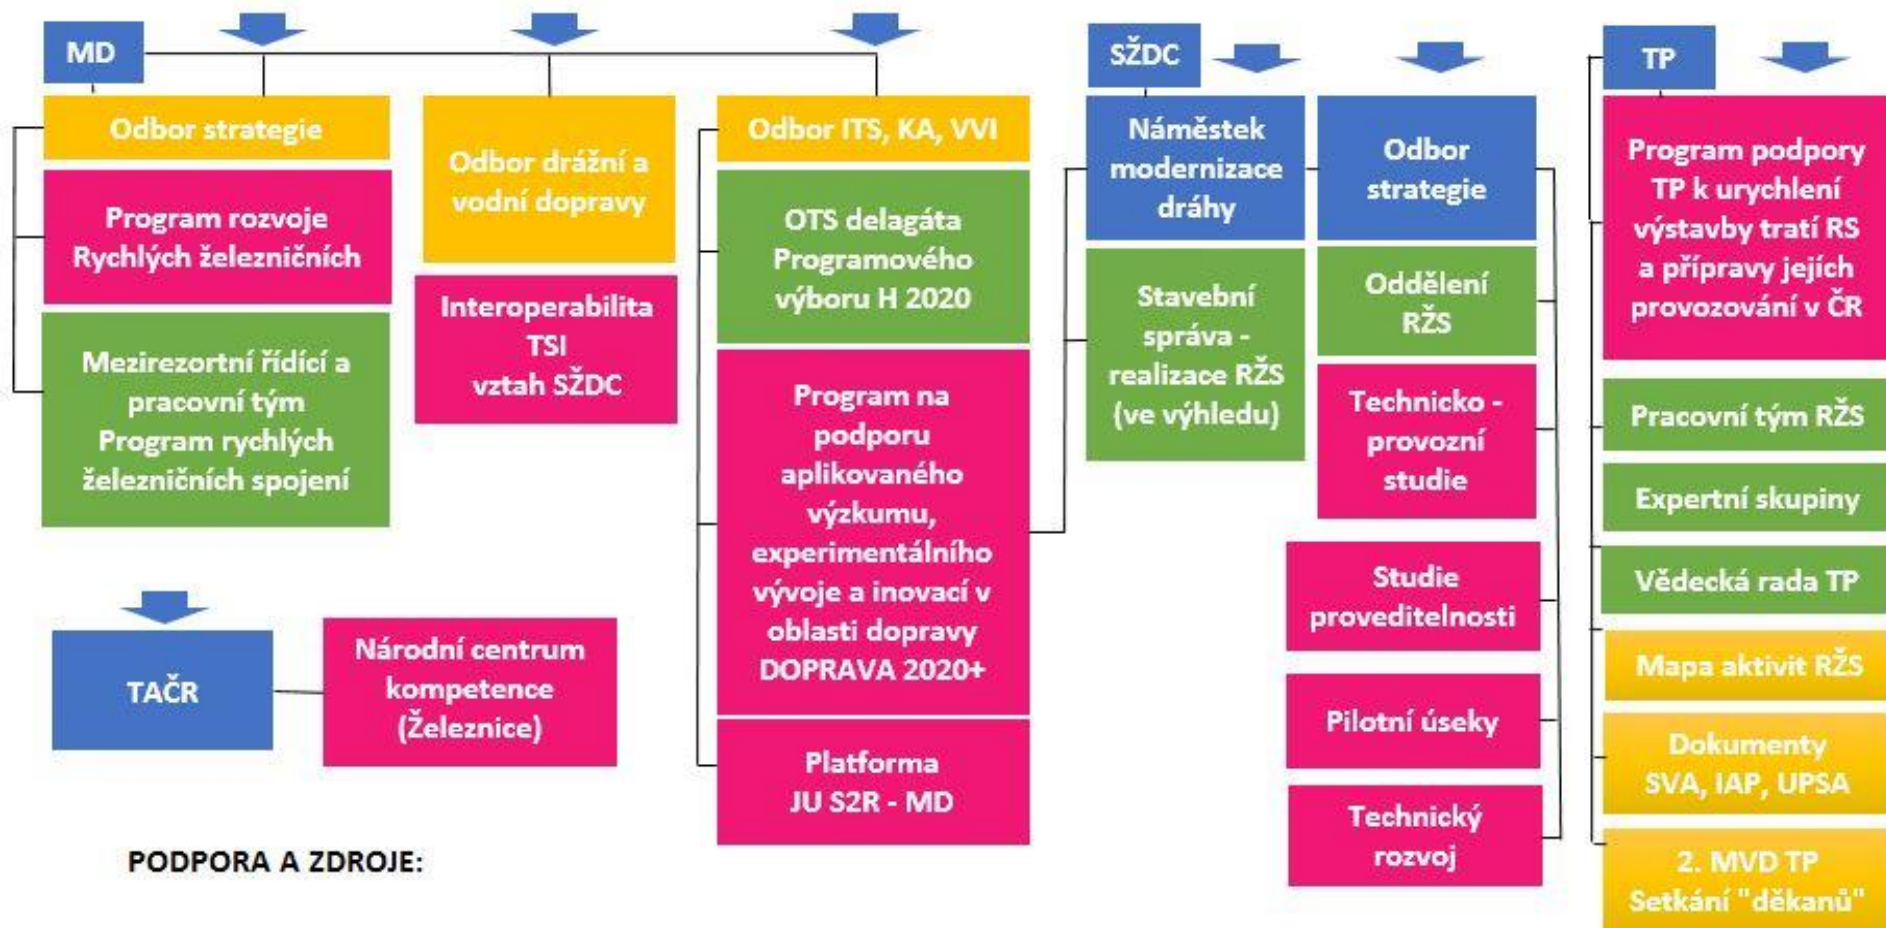 MD
Odbor strategie
Program rozvoje
Rychlých železničních
Mezirezortní řídící a
pracovní tým
Program rychlých
železničních spojení
Odbor drážní a
vodní dopravy
Interoperabilita
TSI
vztah SŽDC
Odbor ITS, KA, VVI
OTS delagáta
Programového
výboru H 2020
Program na
podporu
aplikovaného
výzkumu,
experimentálního
vývoje a inovací v
oblasti dopravy
DOPRAVA 2020+
Platforma
JU S2R - MD
TAČR
Národní centrum
kompetence
(Železnice)
SŽDC
Náměstek
modernizace
dráhy
Stavební
správa -
realizace RŽS
(ve výhledu)
Odbor
strategie
Oddělení
RŽS
Technicko -
provozní
studie
Studie
proveditelnosti
Pilotní úseky
Technický
rozvoj
TP
Program podpory
TP k urychlení
výstavby tratí RS
a přípravy jejích
provozování v ČR
Pracovní tým RŽS
Expertní skupiny
Vědecká rada TP
Mapa aktivit RŽS
Dokumenty
SVA, IAP, UPSA
2. MVD TP
Setkání "děkanů"
PODPORA A ZDROJE: